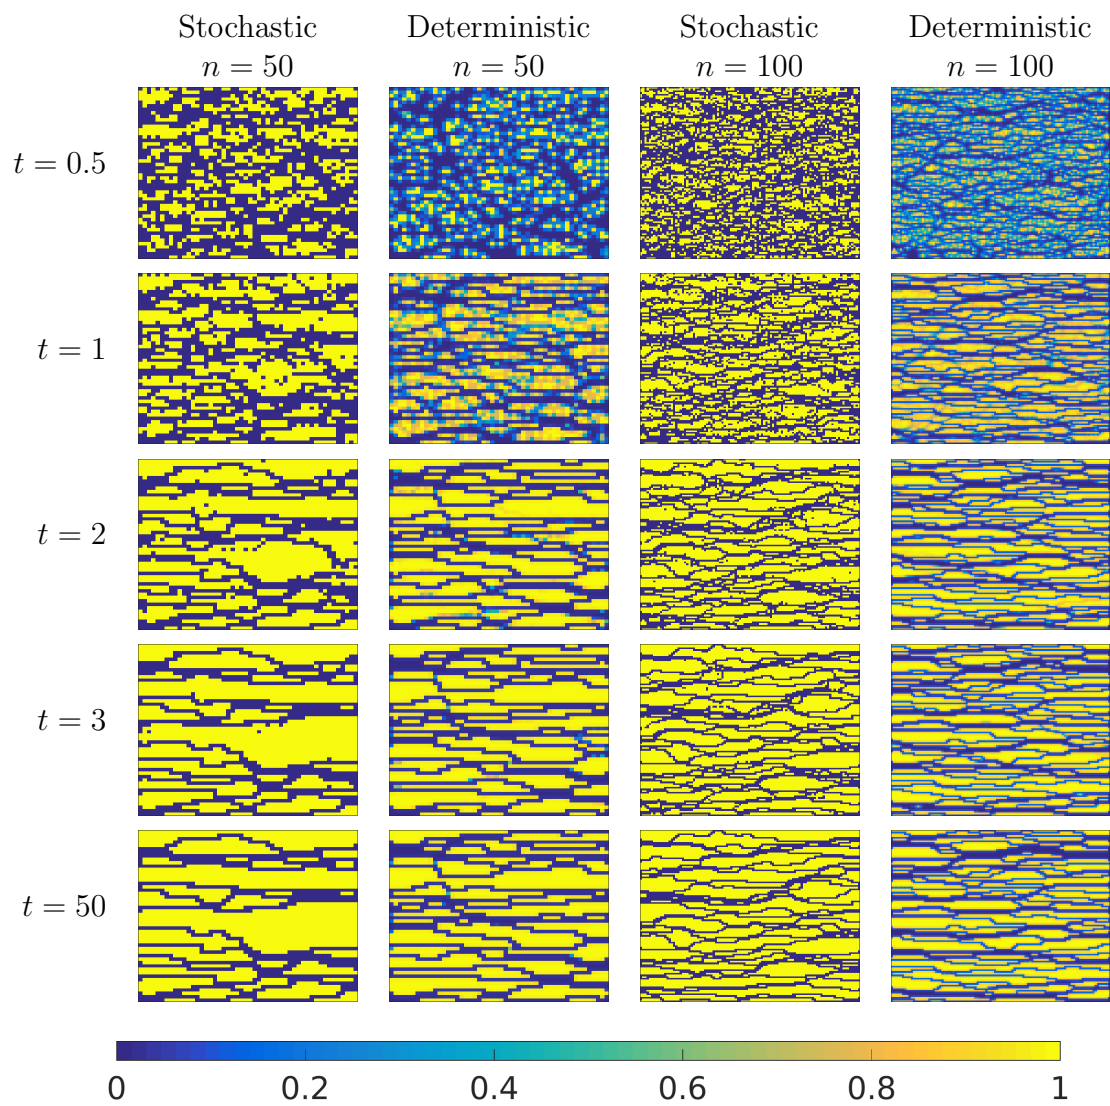 Stochastic Deterministic Stochastic Deterministic
n = 50 n = 50 n = 100 n = 100
t = 0.5
t = 1
t = 2
t = 3
t = 50
0 0.2 0.4 0.6 0.8 1